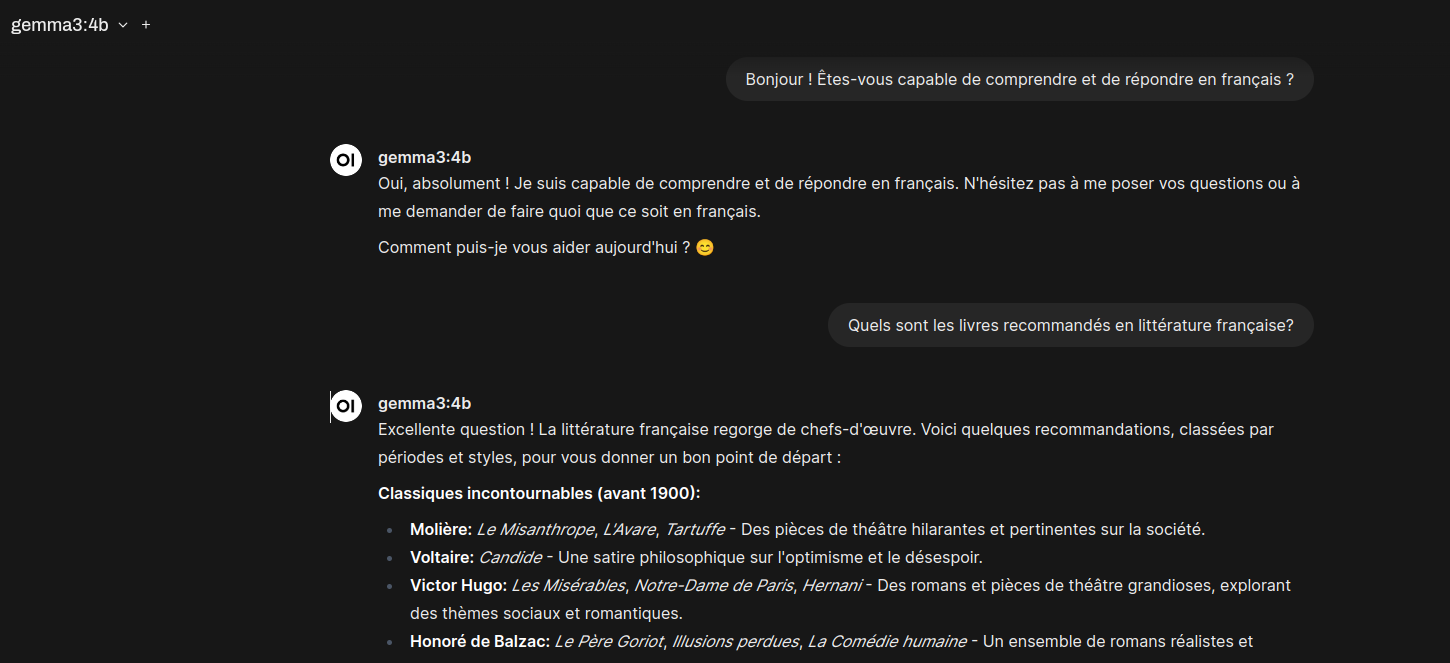 gemma3:4b
Bonjour ! Êtes-vous capable de comprendre et de répondre en français ?
OI
gemma3:4b
Oui, absolument ! Je suis capable de comprendre et de répondre en français. N'hésitez pas à me poser vos questions ou à
me demander de faire quoi que ce soit en français.
Comment puis-je vous aider aujourd'hui ? 😊
Quels sont les livres recommandés en littérature française?
OI
gemma3:4b
Excellente question ! La littérature française regorge de chefs-d'œuvre. Voici quelques recommandations, classées par
périodes et styles, pour vous donner un bon point de départ :
Classiques incontournables (avant 1900):
• Molière: Le Misanthrope, L'Avare, Tartuffe - Des pièces de théâtre hilarantes et pertinentes sur la société.
• Voltaire: Candide - Une satire philosophique sur l'optimisme et le désespoir.
• Victor Hugo: Les Misérables, Notre-Dame de Paris, Hernani - Des romans et pièces de théâtre grandioses, explorant
des thèmes sociaux et romantiques.
• Honoré de Balzac: Le Père Goriot, Illusions perdues, La Comédie humaine - Un ensemble de romans réalistes et